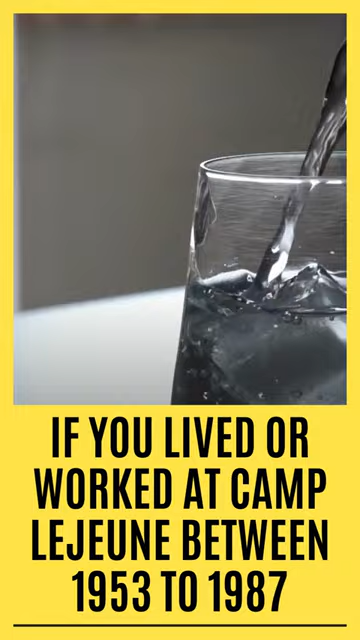 IF YOU LIVED OR
WORKED AT CAMP
LEJEUNE BETWEEN
1953 TO 1987